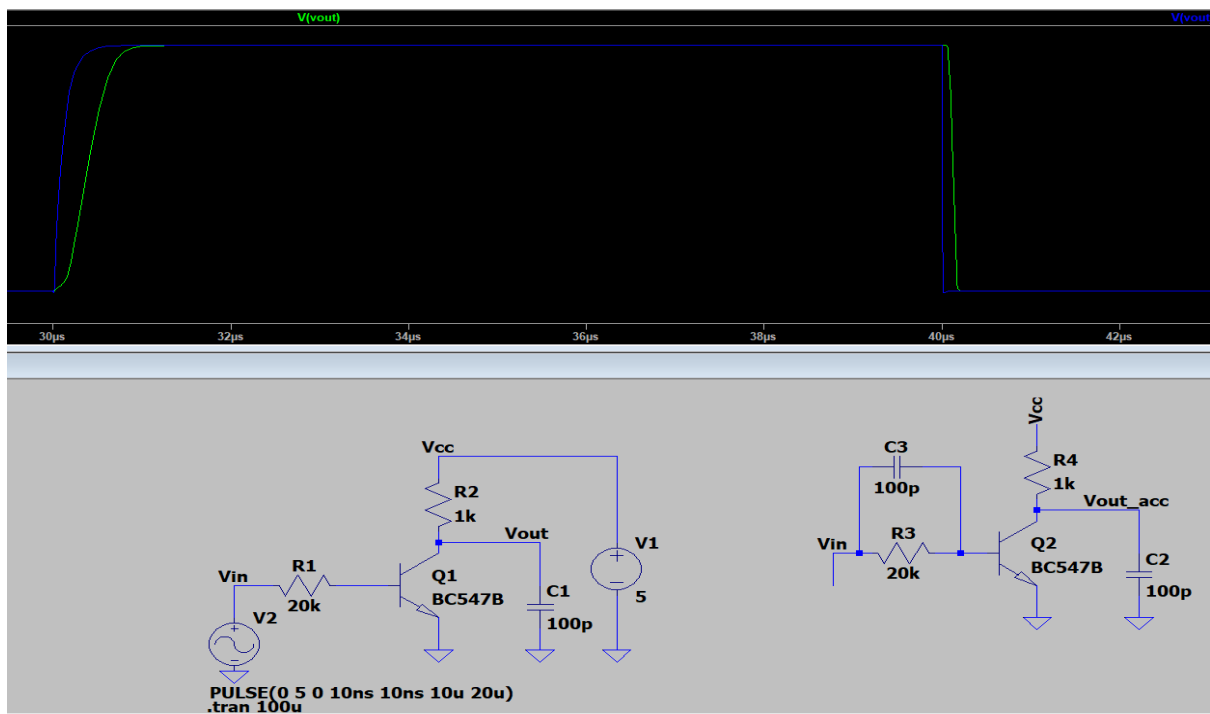 V(vout)
V(vout
30µs
32µs
34µs
36µs
38µs
40µs
42µs
Vcc
R2
1k
Vout
Vin
R1
20k
Q1
BC547B
V1
5
C1
100p
V2
PULSE(0 5 0 10ns 10ns 10u 20u)
.tran 100u
Vcc
C3
100p
R4
1k
Vout_acc
Vin
R3
20k
Q2
BC547B
C2
100p